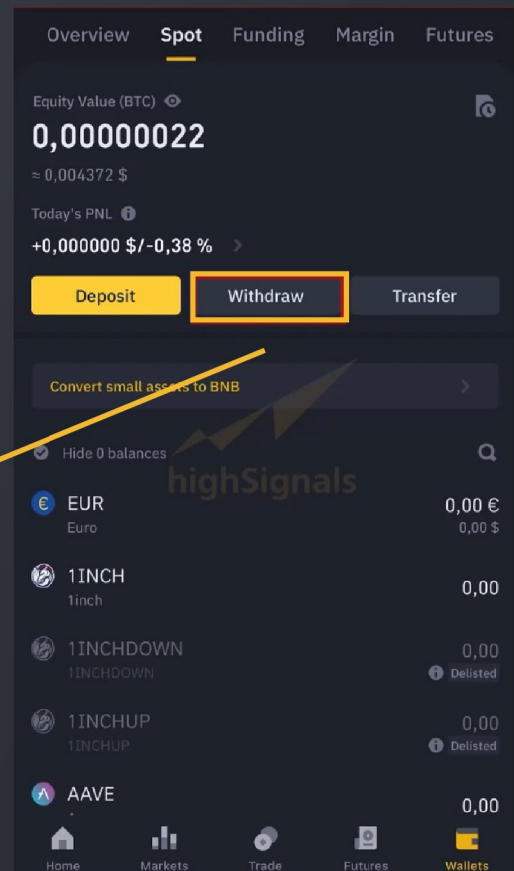 Overview Spot Funding Margin Futures
Equity Value (BTC)
0,00000022
≈ 0,004372 $
Today's PNL
+0,000000 $/-0,38 %
Deposit Withdraw Transfer
Convert small assets to BNB
Hide 0 balances
highSignals
EUR 0,00 €
Euro 0,00 $
1INCH 0,00
1inch
1INCHDOWN 0,00
1INCHDOWN Delisted
1INCHUP 0,00
1INCHUP Delisted
AAVE 0,00
Home Markets Trade Futures Wallets